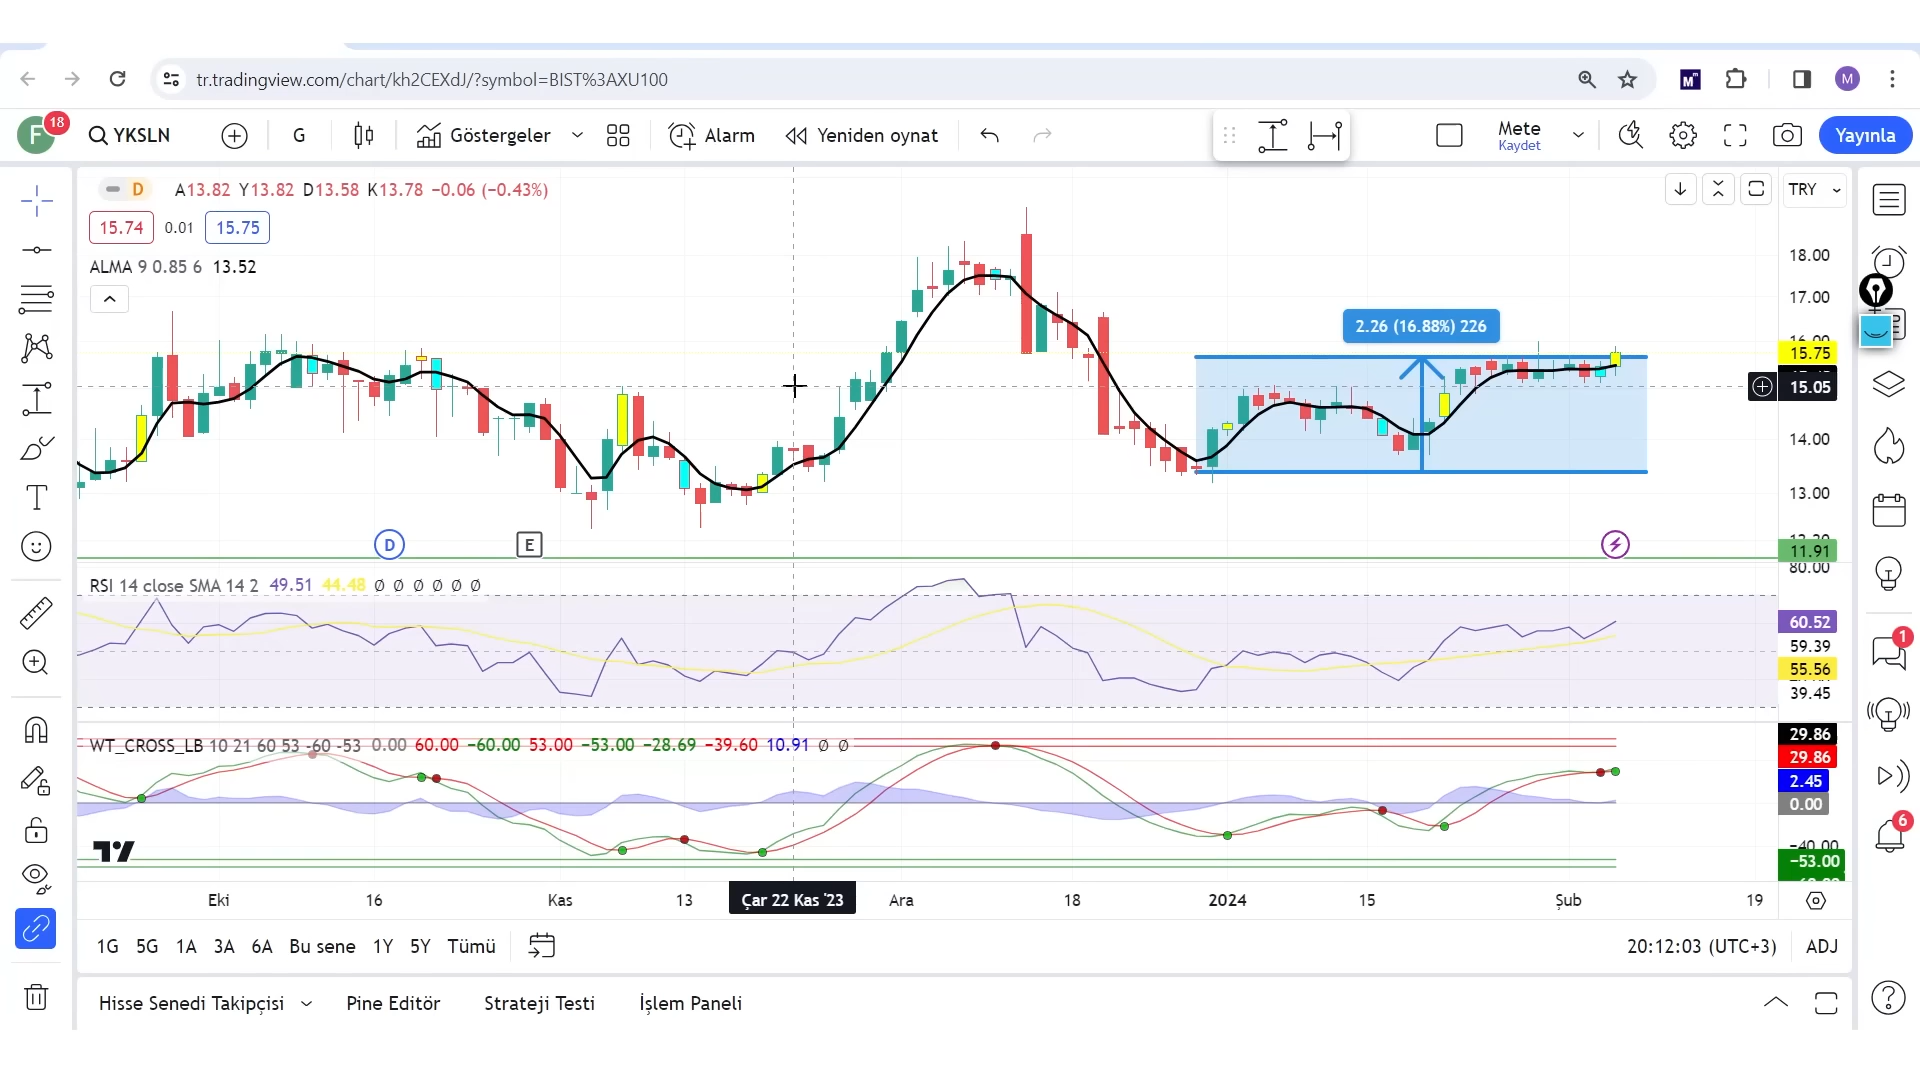 tr.tradingview.com/chart/kh2CEXdJ/?symbol=BIST%3AXU100
M
M
F 18
YKSLN
G
Göstergeler
Alarm
Yeniden oynat
Mete
Kaydet
Yayınla
D A13.82 Y13.82 D13.58 K13.78 −0.06 (−0.43%)
TRY
15.74 0.01 15.75
ALMA 9 0.85 6 13.52
18.00
17.00
2.26 (16.88%) 226
15.75
15.05
14.00
13.00
D
E
11.91
80.00
RSI 14 close SMA 14 2 49.51 44.48 Ø Ø Ø Ø Ø Ø
60.52
59.39
55.56
39.45
1
WT_CROSS_LB 10 21 60 53 -60 -53 0.00 60.00 −60.00 53.00 −53.00 −28.69 −39.60 10.91 Ø Ø
29.86
29.86
2.45
0.00
6
−40.00
−53.00
Eki 16 Kas 13 Çar 22 Kas '23 Ara 18 2024 15 Şub 19
1G 5G 1A 3A 6A Bu sene 1Y 5Y Tümü
20:12:03 (UTC+3) ADJ
Hisse Senedi Takipçisi Pine Editör Strateji Testi İşlem Paneli